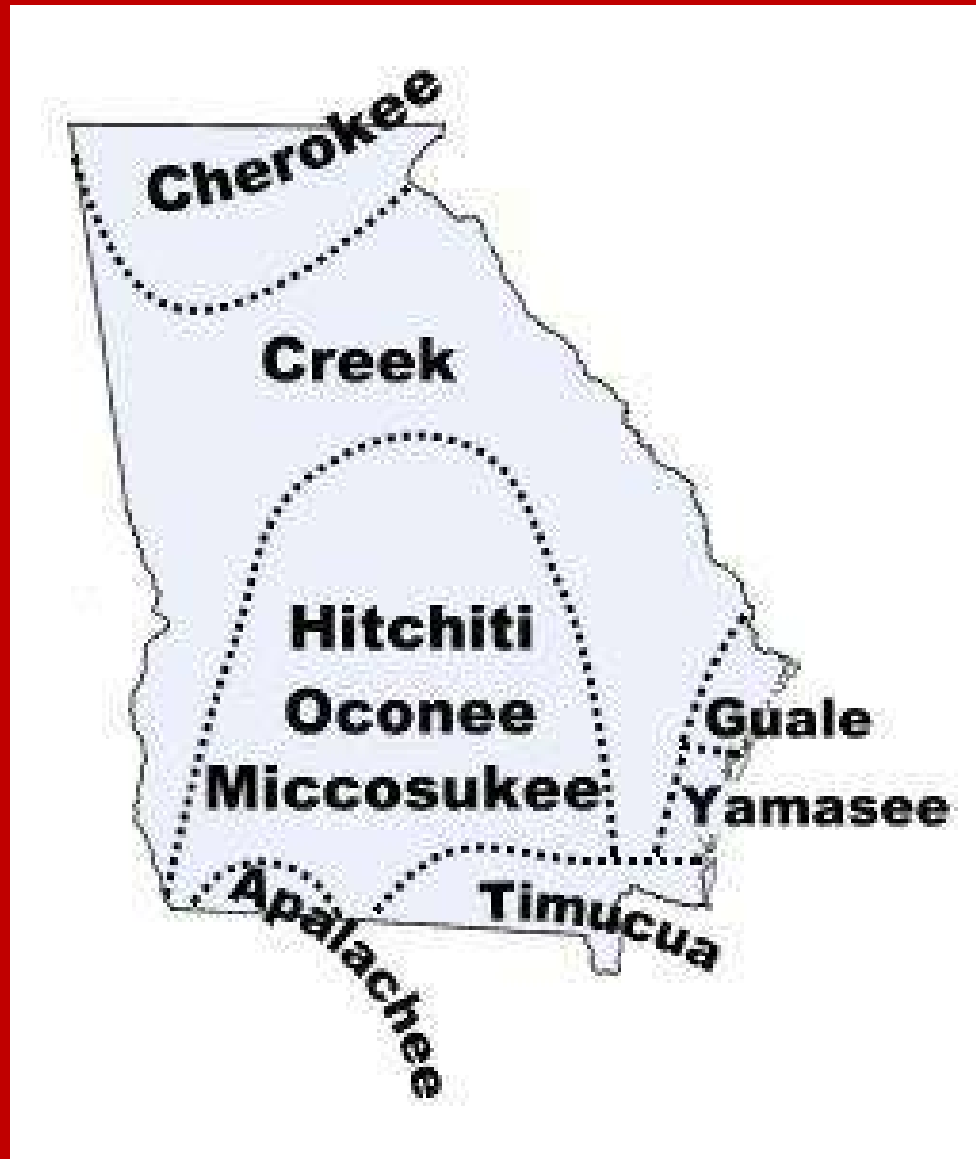 Cherokee
Creek
Hitchiti
Oconee
Miccosukee
Guale
Yamasee
Apalachee
Timucua